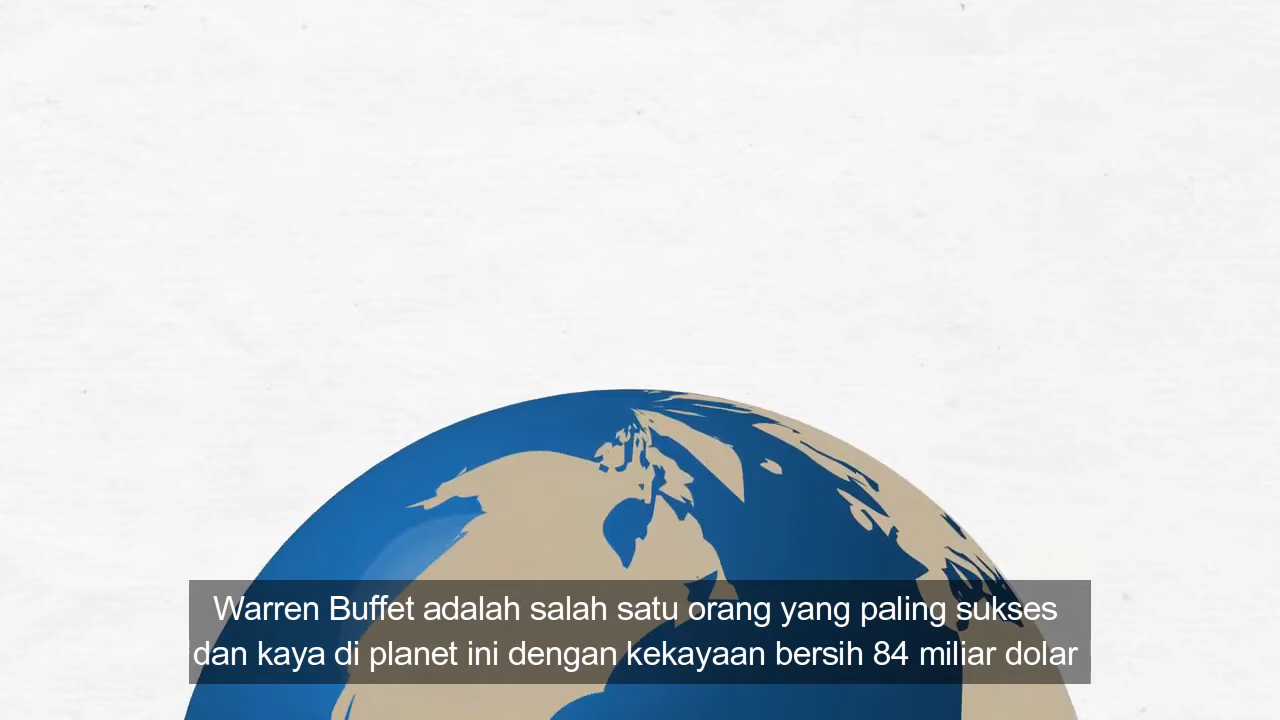 Warren Buffet adalah salah satu orang yang paling sukses
dan kaya di planet ini dengan kekayaan bersih 84 miliar dolar